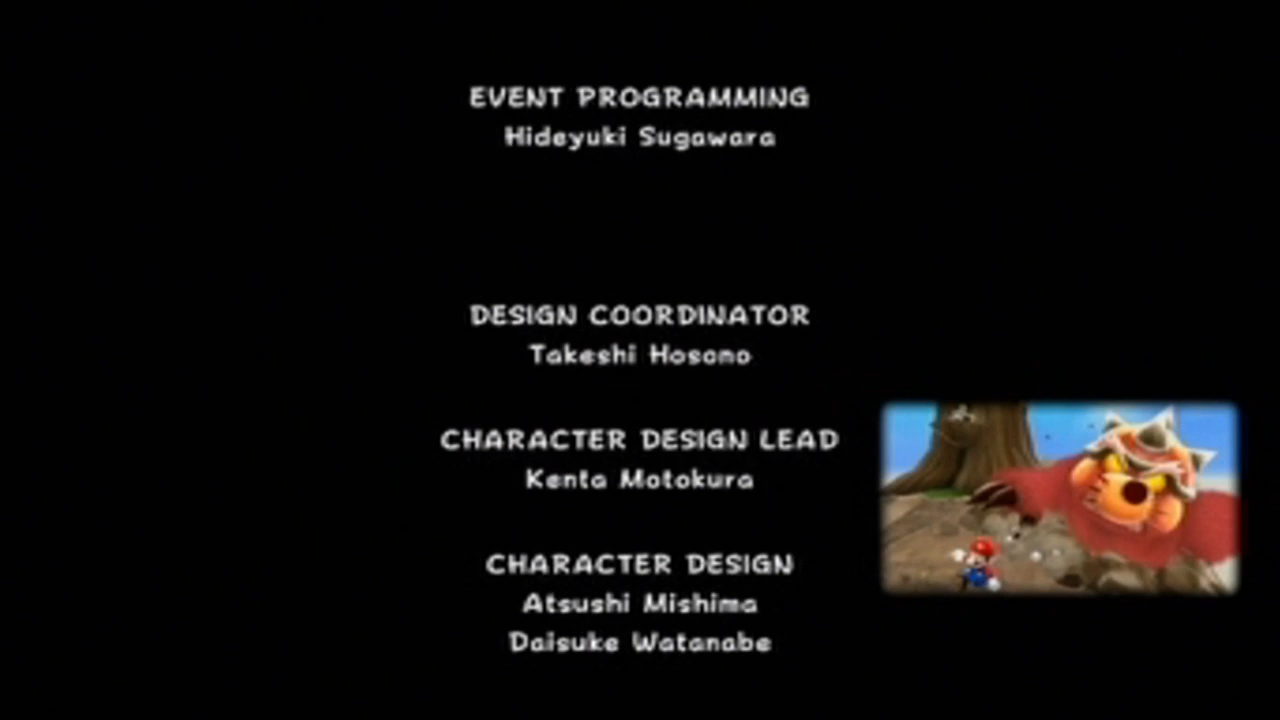 EVENT PROGRAMMING
Hideyuki Sugawara
DESIGN COORDINATOR
Takeshi Hosono
CHARACTER DESIGN LEAD
Kenta Motokura
CHARACTER DESIGN
Atsushi Mishima
Daisuke Watanabe